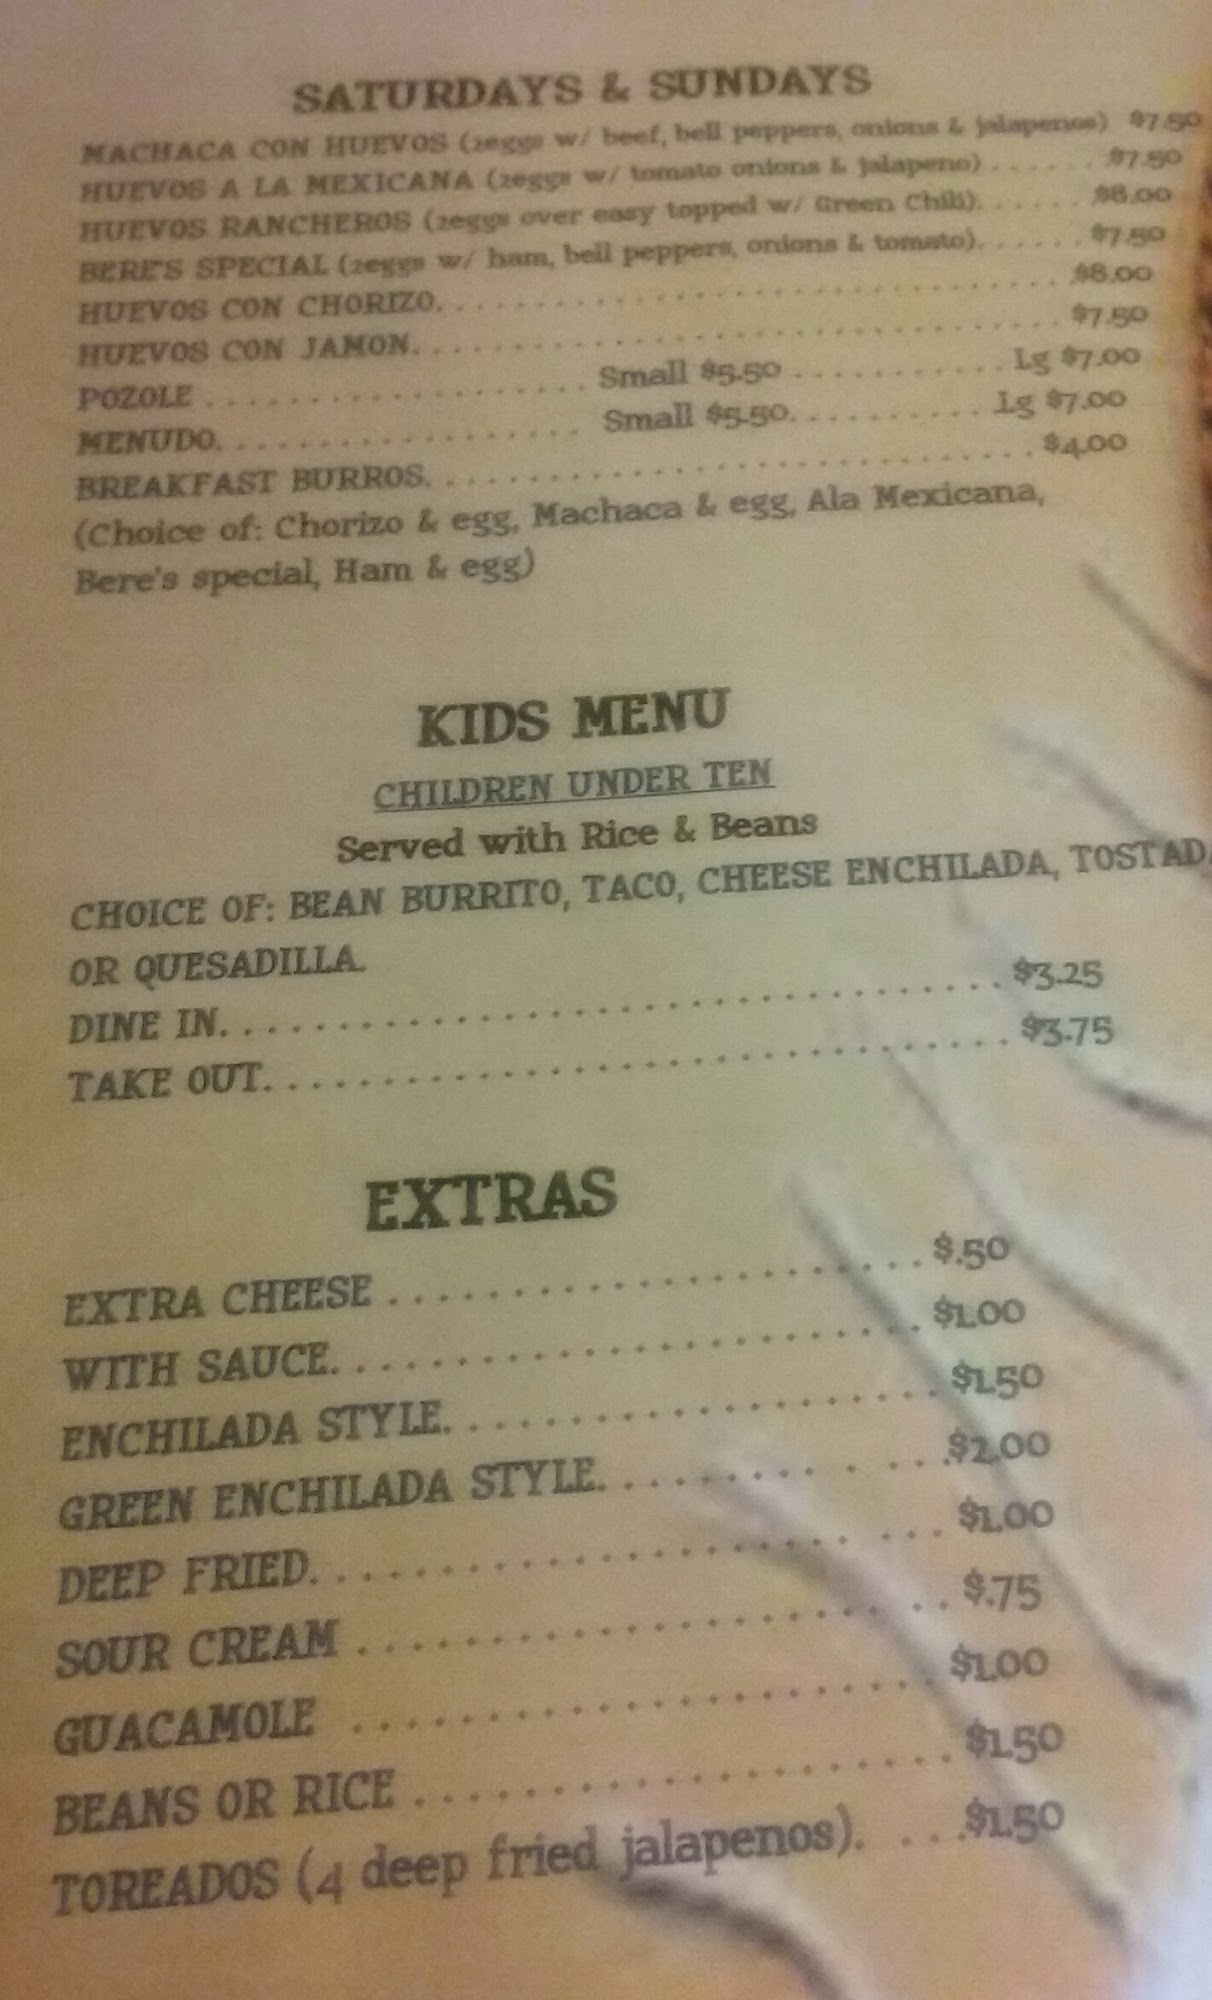 SATURDAYS & SUNDAYS
MACHACA CON HUEVOS (2eggs w/ beef, bell peppers, onions & jalapenos) $7.50
HUEVOS A LA MEXICANA (2eggs w/ tomato onions & jalapeno) . . . . . . $7.50
HUEVOS RANCHEROS (2eggs over easy topped w/ Green Chili). . . . . . $8.00
BERE'S SPECIAL (2eggs w/ ham, bell peppers, onions & tomato). . . . . . $7.50
HUEVOS CON CHORIZO. . . . . . . . . . . . . . . . . . . . . . . . . . . . . . . . . $8.00
HUEVOS CON JAMON. . . . . . . . . . . . . . . . . . . . . . . . . . . . . . . . . . $7.50
POZOLE . . . . . . . . . . . . . . . . . . Small $5.50 . . . . . . . . . . . Lg $7.00
MENUDO. . . . . . . . . . . . . . . . . Small $5.50. . . . . . . . . . Lg $7.00
BREAKFAST BURROS. . . . . . . . . . . . . . . . . . . . . . . . . . . . . . . $4.00
(Choice of: Chorizo & egg, Machaca & egg, Ala Mexicana,
Bere's special, Ham & egg)
KIDS MENU
CHILDREN UNDER TEN
Served with Rice & Beans
CHOICE OF: BEAN BURRITO, TACO, CHEESE ENCHILADA, TOSTADA
OR QUESADILLA.
DINE IN. . . . . . . . . . . . . . . . . . . . . . . . . . . . . . . . . . $3.25
TAKE OUT. . . . . . . . . . . . . . . . . . . . . . . . . . . . . . . . $3.75
EXTRAS
EXTRA CHEESE . . . . . . . . . . . . . . . . . . . . . . . $.50
WITH SAUCE. . . . . . . . . . . . . . . . . . . . . . . . . $1.00
ENCHILADA STYLE. . . . . . . . . . . . . . . . . . . . . $1.50
GREEN ENCHILADA STYLE. . . . . . . . . . . . . $2.00
DEEP FRIED. . . . . . . . . . . . . . . . . . . . . . . . . . $1.00
SOUR CREAM . . . . . . . . . . . . . . . . . . . . . . . . $.75
GUACAMOLE . . . . . . . . . . . . . . . . . . . . . . . . $1.00
BEANS OR RICE . . . . . . . . . . . . . . . . . . . . . . $1.50
TOREADOS (4 deep fried jalapenos). . . . $1.50